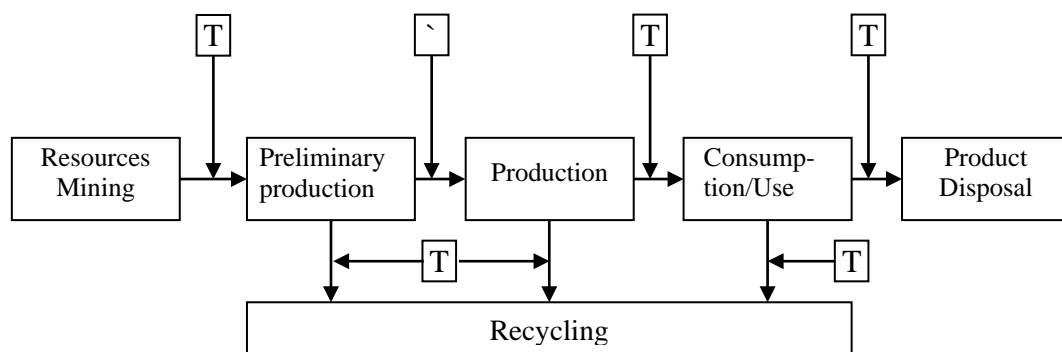 T
`
T
T
Resources
Mining
Preliminary
production
Production
Consump-
tion/Use
Product
Disposal
T
T
Recycling